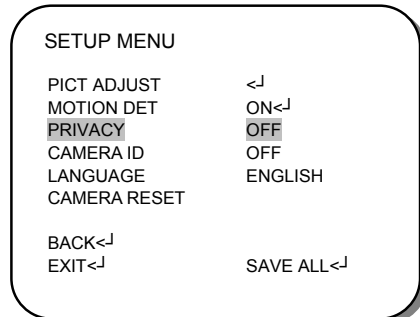 SETUP MENU
PICT ADJUST <┘
MOTION DET ON<┘
PRIVACY OFF
CAMERA ID OFF
LANGUAGE ENGLISH
CAMERA RESET
BACK<┘
EXIT<┘ SAVE ALL<┘